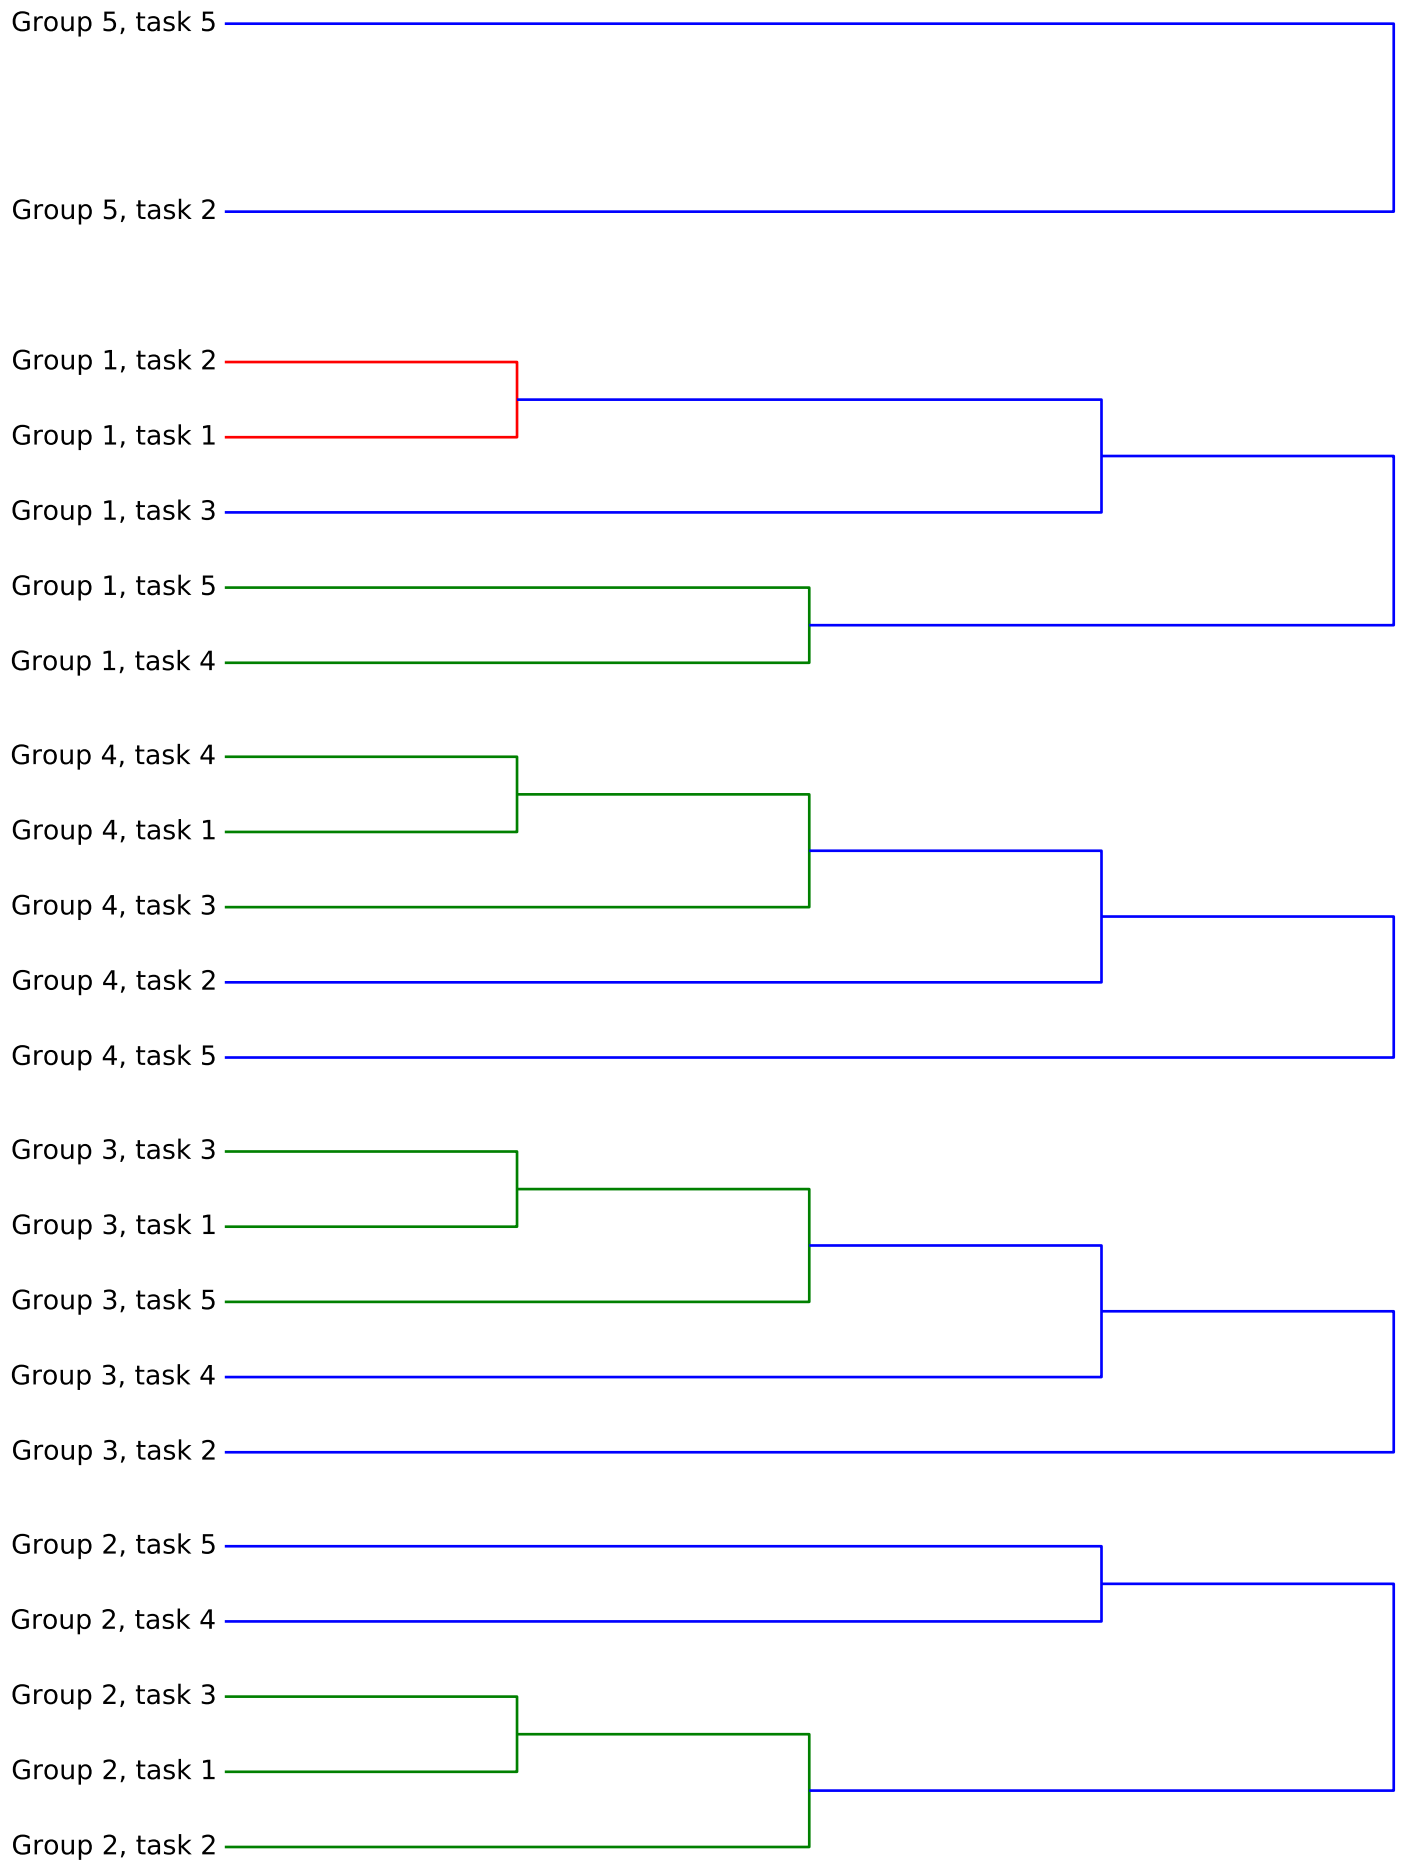 Group 5, task 5
Group 5, task 2
Group 1, task 2
Group 1, task 1
Group 1, task 3
Group 1, task 5
Group 1, task 4
Group 4, task 4
Group 4, task 1
Group 4, task 3
Group 4, task 2
Group 4, task 5
Group 3, task 3
Group 3, task 1
Group 3, task 5
Group 3, task 4
Group 3, task 2
Group 2, task 5
Group 2, task 4
Group 2, task 3
Group 2, task 1
Group 2, task 2